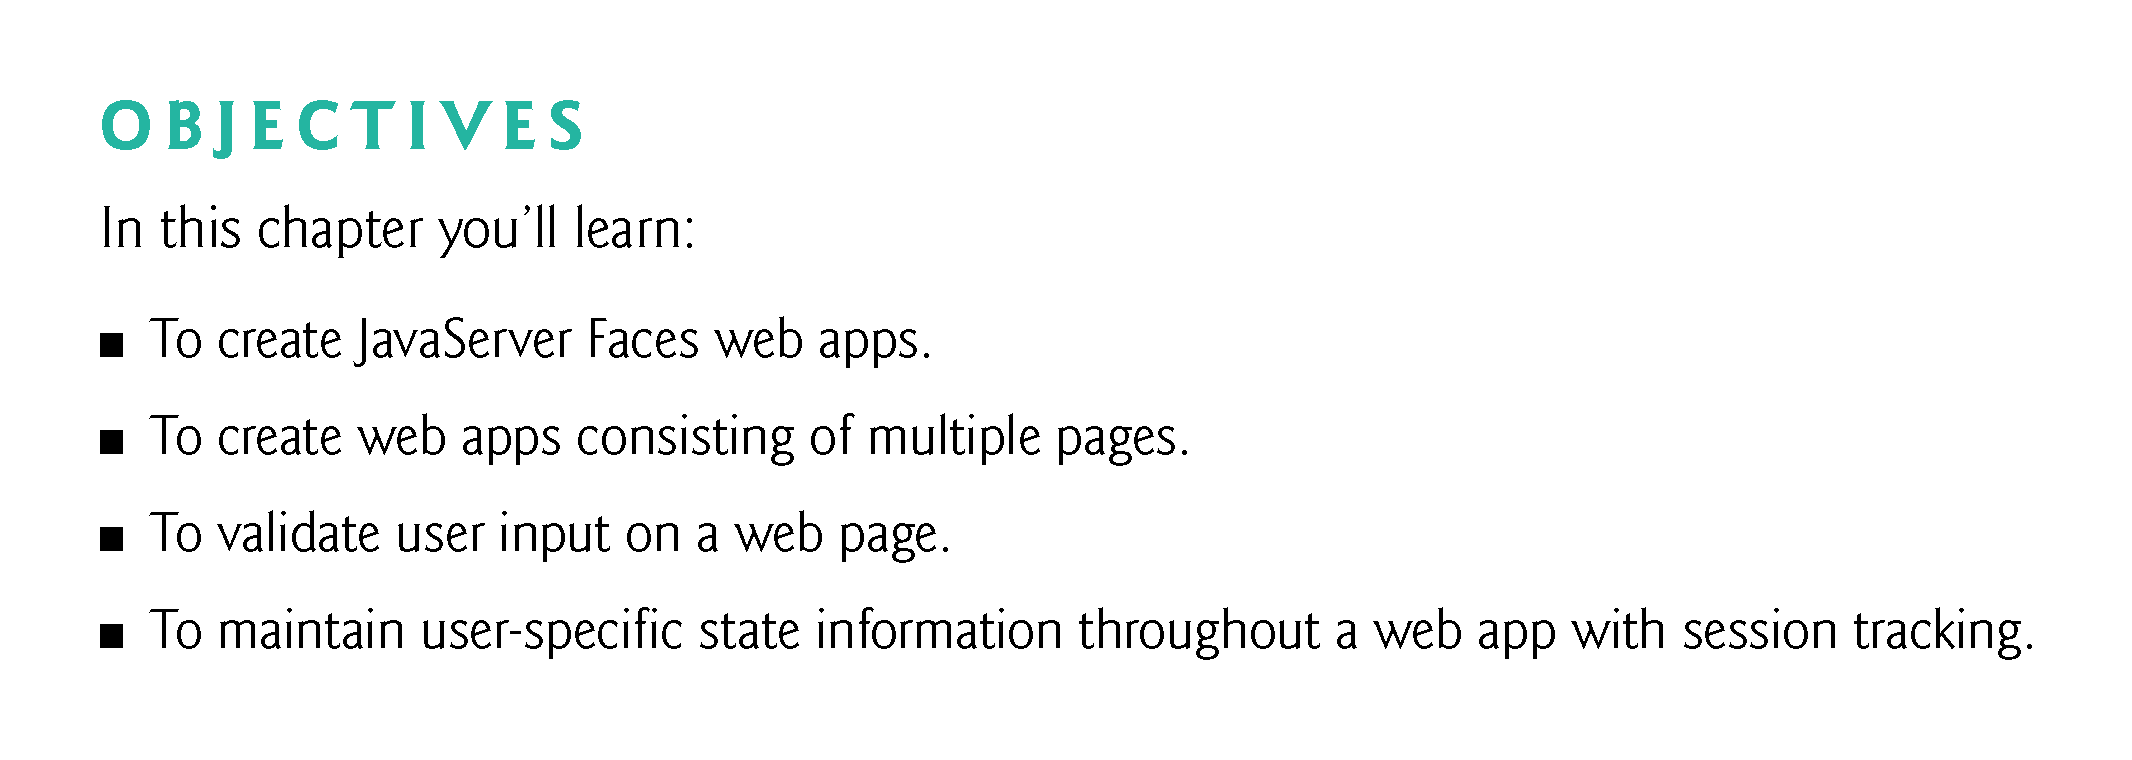 OBJECTIVES
In this chapter you’ll learn:
■ To create JavaServer Faces web apps.
■ To create web apps consisting of multiple pages.
■ To validate user input on a web page.
■ To maintain user-specific state information throughout a web app with session tracking.